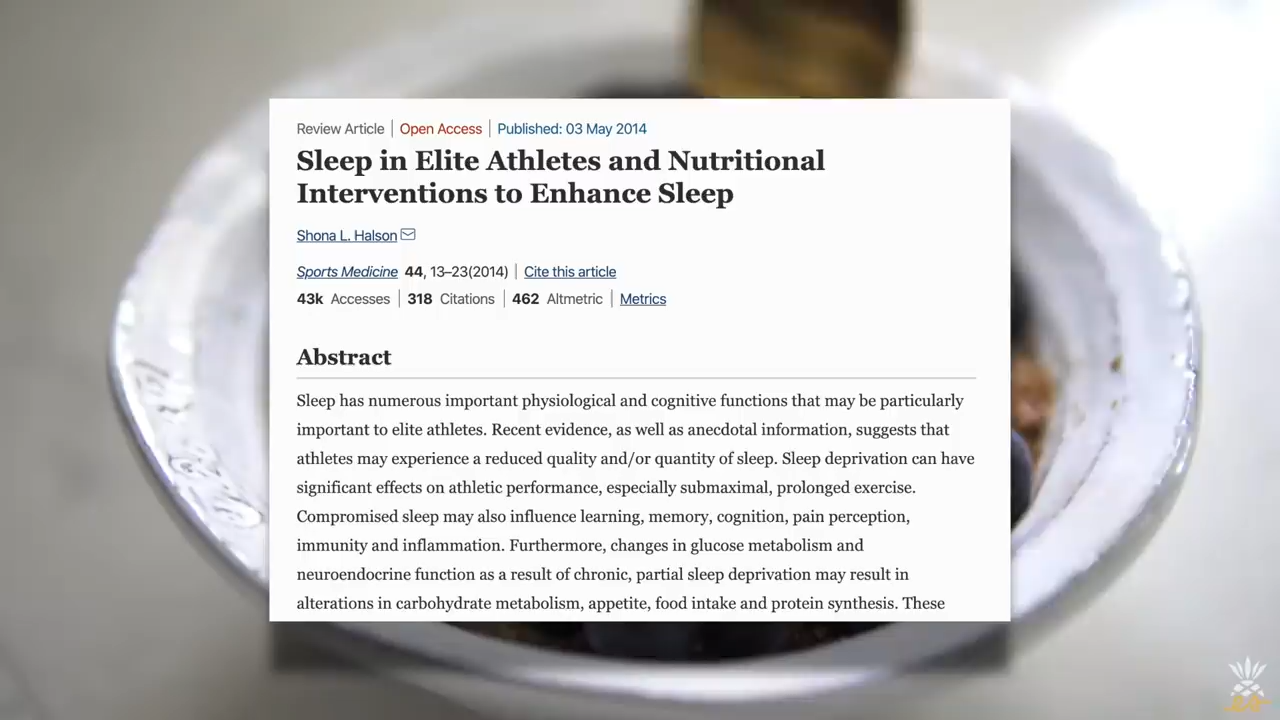 Review Article | Open Access | Published: 03 May 2014
Sleep in Elite Athletes and Nutritional
Interventions to Enhance Sleep
Shona L. Halson
Sports Medicine 44, 13–23(2014) | Cite this article
43k Accesses | 318 Citations | 462 Altmetric | Metrics
Abstract
Sleep has numerous important physiological and cognitive functions that may be particularly
important to elite athletes. Recent evidence, as well as anecdotal information, suggests that
athletes may experience a reduced quality and/or quantity of sleep. Sleep deprivation can have
significant effects on athletic performance, especially submaximal, prolonged exercise.
Compromised sleep may also influence learning, memory, cognition, pain perception,
immunity and inflammation. Furthermore, changes in glucose metabolism and
neuroendocrine function as a result of chronic, partial sleep deprivation may result in
alterations in carbohydrate metabolism, appetite, food intake and protein synthesis. These